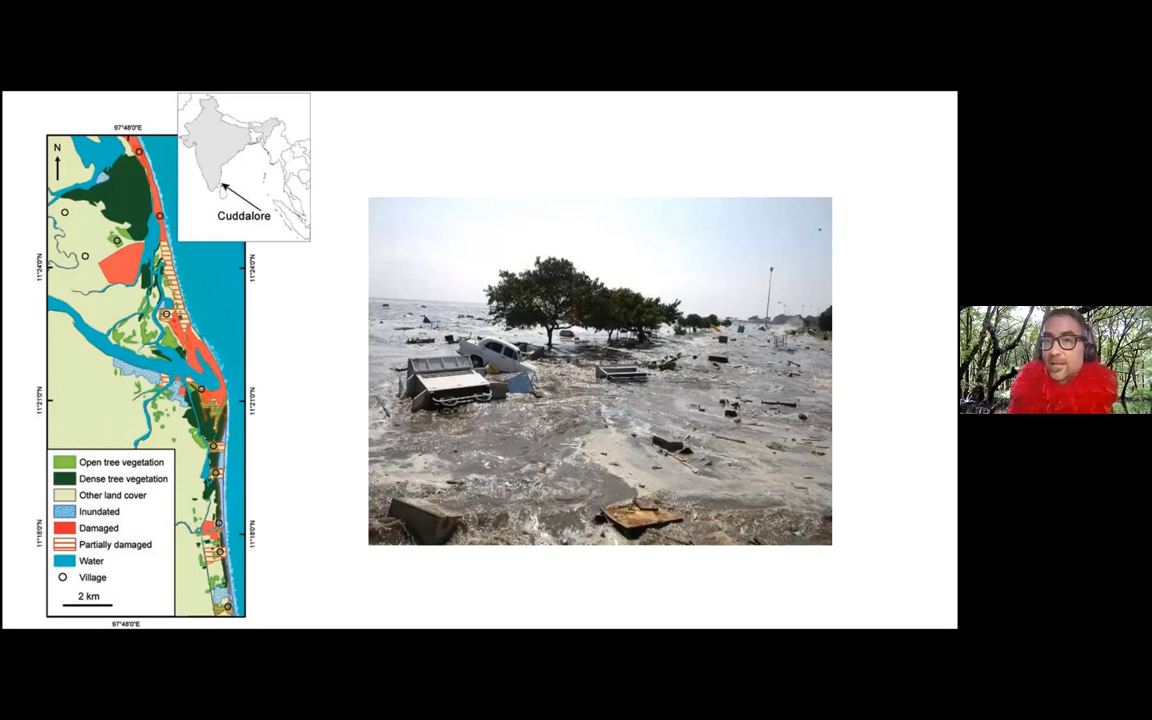 97°48'0"E
N
Cuddalore
11°24'0"N
11°24'0"N
11°21'0"N
11°21'0"N
Open tree vegetation
Dense tree vegetation
Other land cover
Inundated
Damaged
Partially damaged
Water
Village
2 km
11°18'0"N
11°18'0"N
97°48'0"E